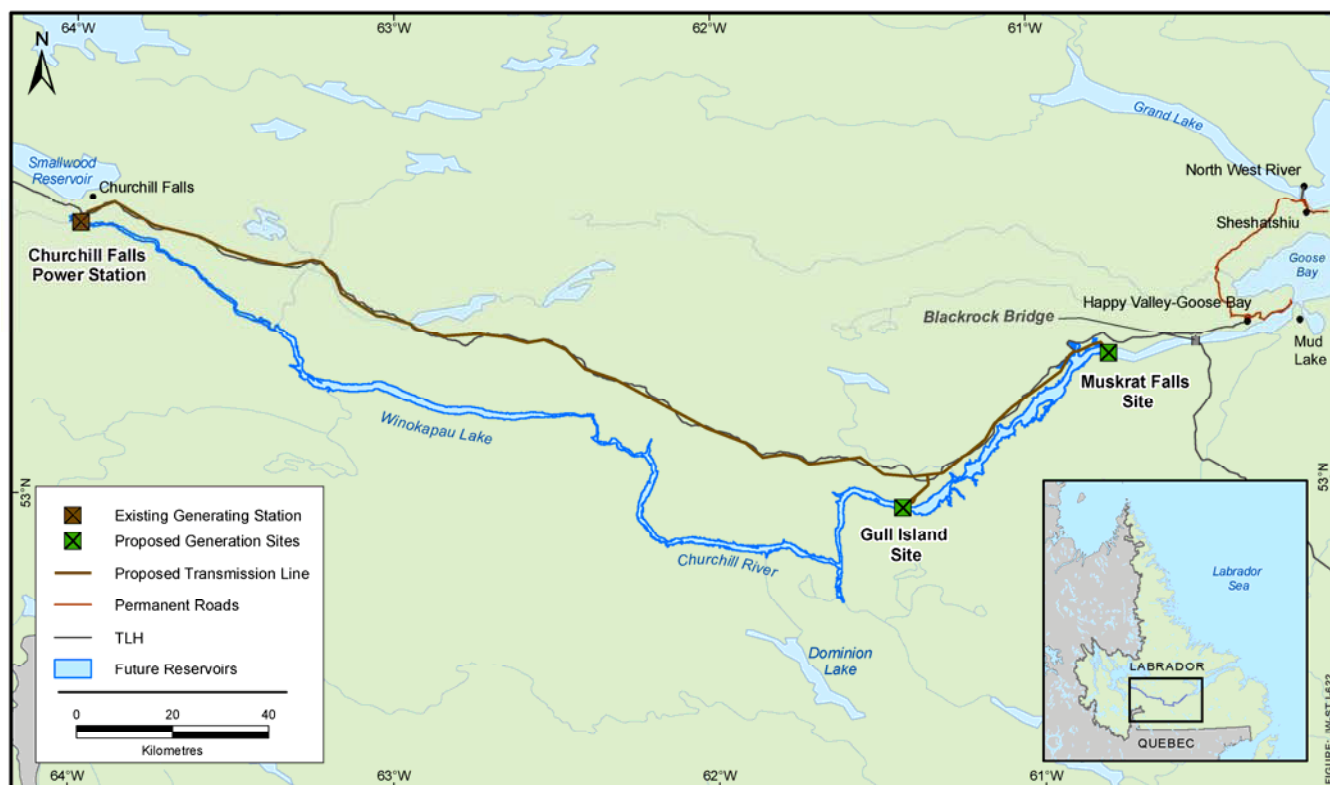 64°W
63°W
62°W
61°W
N
Grand Lake
Smallwood
Reservoir
Churchill Falls
North West River
Sheshatshiu
Churchill Falls
Power Station
Goose
Bay
Happy Valley-Goose Bay
Blackrock Bridge
Mud
Lake
Muskrat Falls
Site
Winokapau Lake
53°N
53°N
Gull Island
Site
Churchill River
Dominion
Lake
Existing Generating Station
Proposed Generation Sites
Proposed Transmission Line
Permanent Roads
TLH
Future Reservoirs
0 20 40
Kilometres
Labrador
Sea
LABRADOR
QUEBEC
64°W
63°W
62°W
61°W